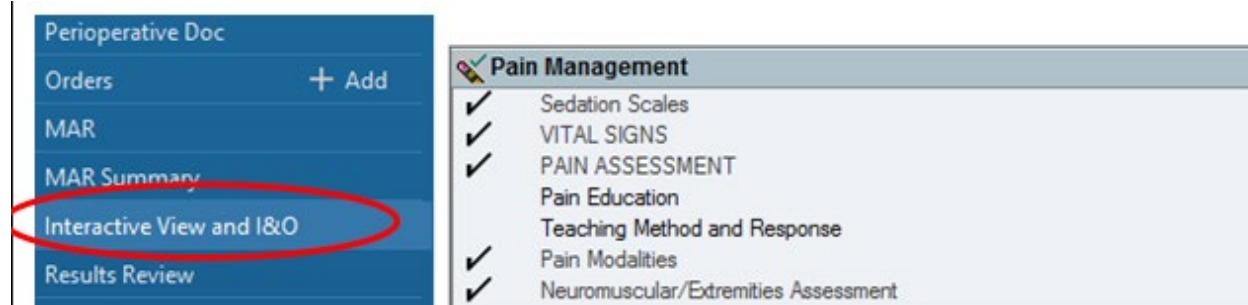 Perioperative Doc
Orders + Add
MAR
MAR Summary
Interactive View and I&O
Results Review
Pain Management
Sedation Scales
VITAL SIGNS
PAIN ASSESSMENT
Pain Education
Teaching Method and Response
Pain Modalities
Neuromuscular/Extremities Assessment